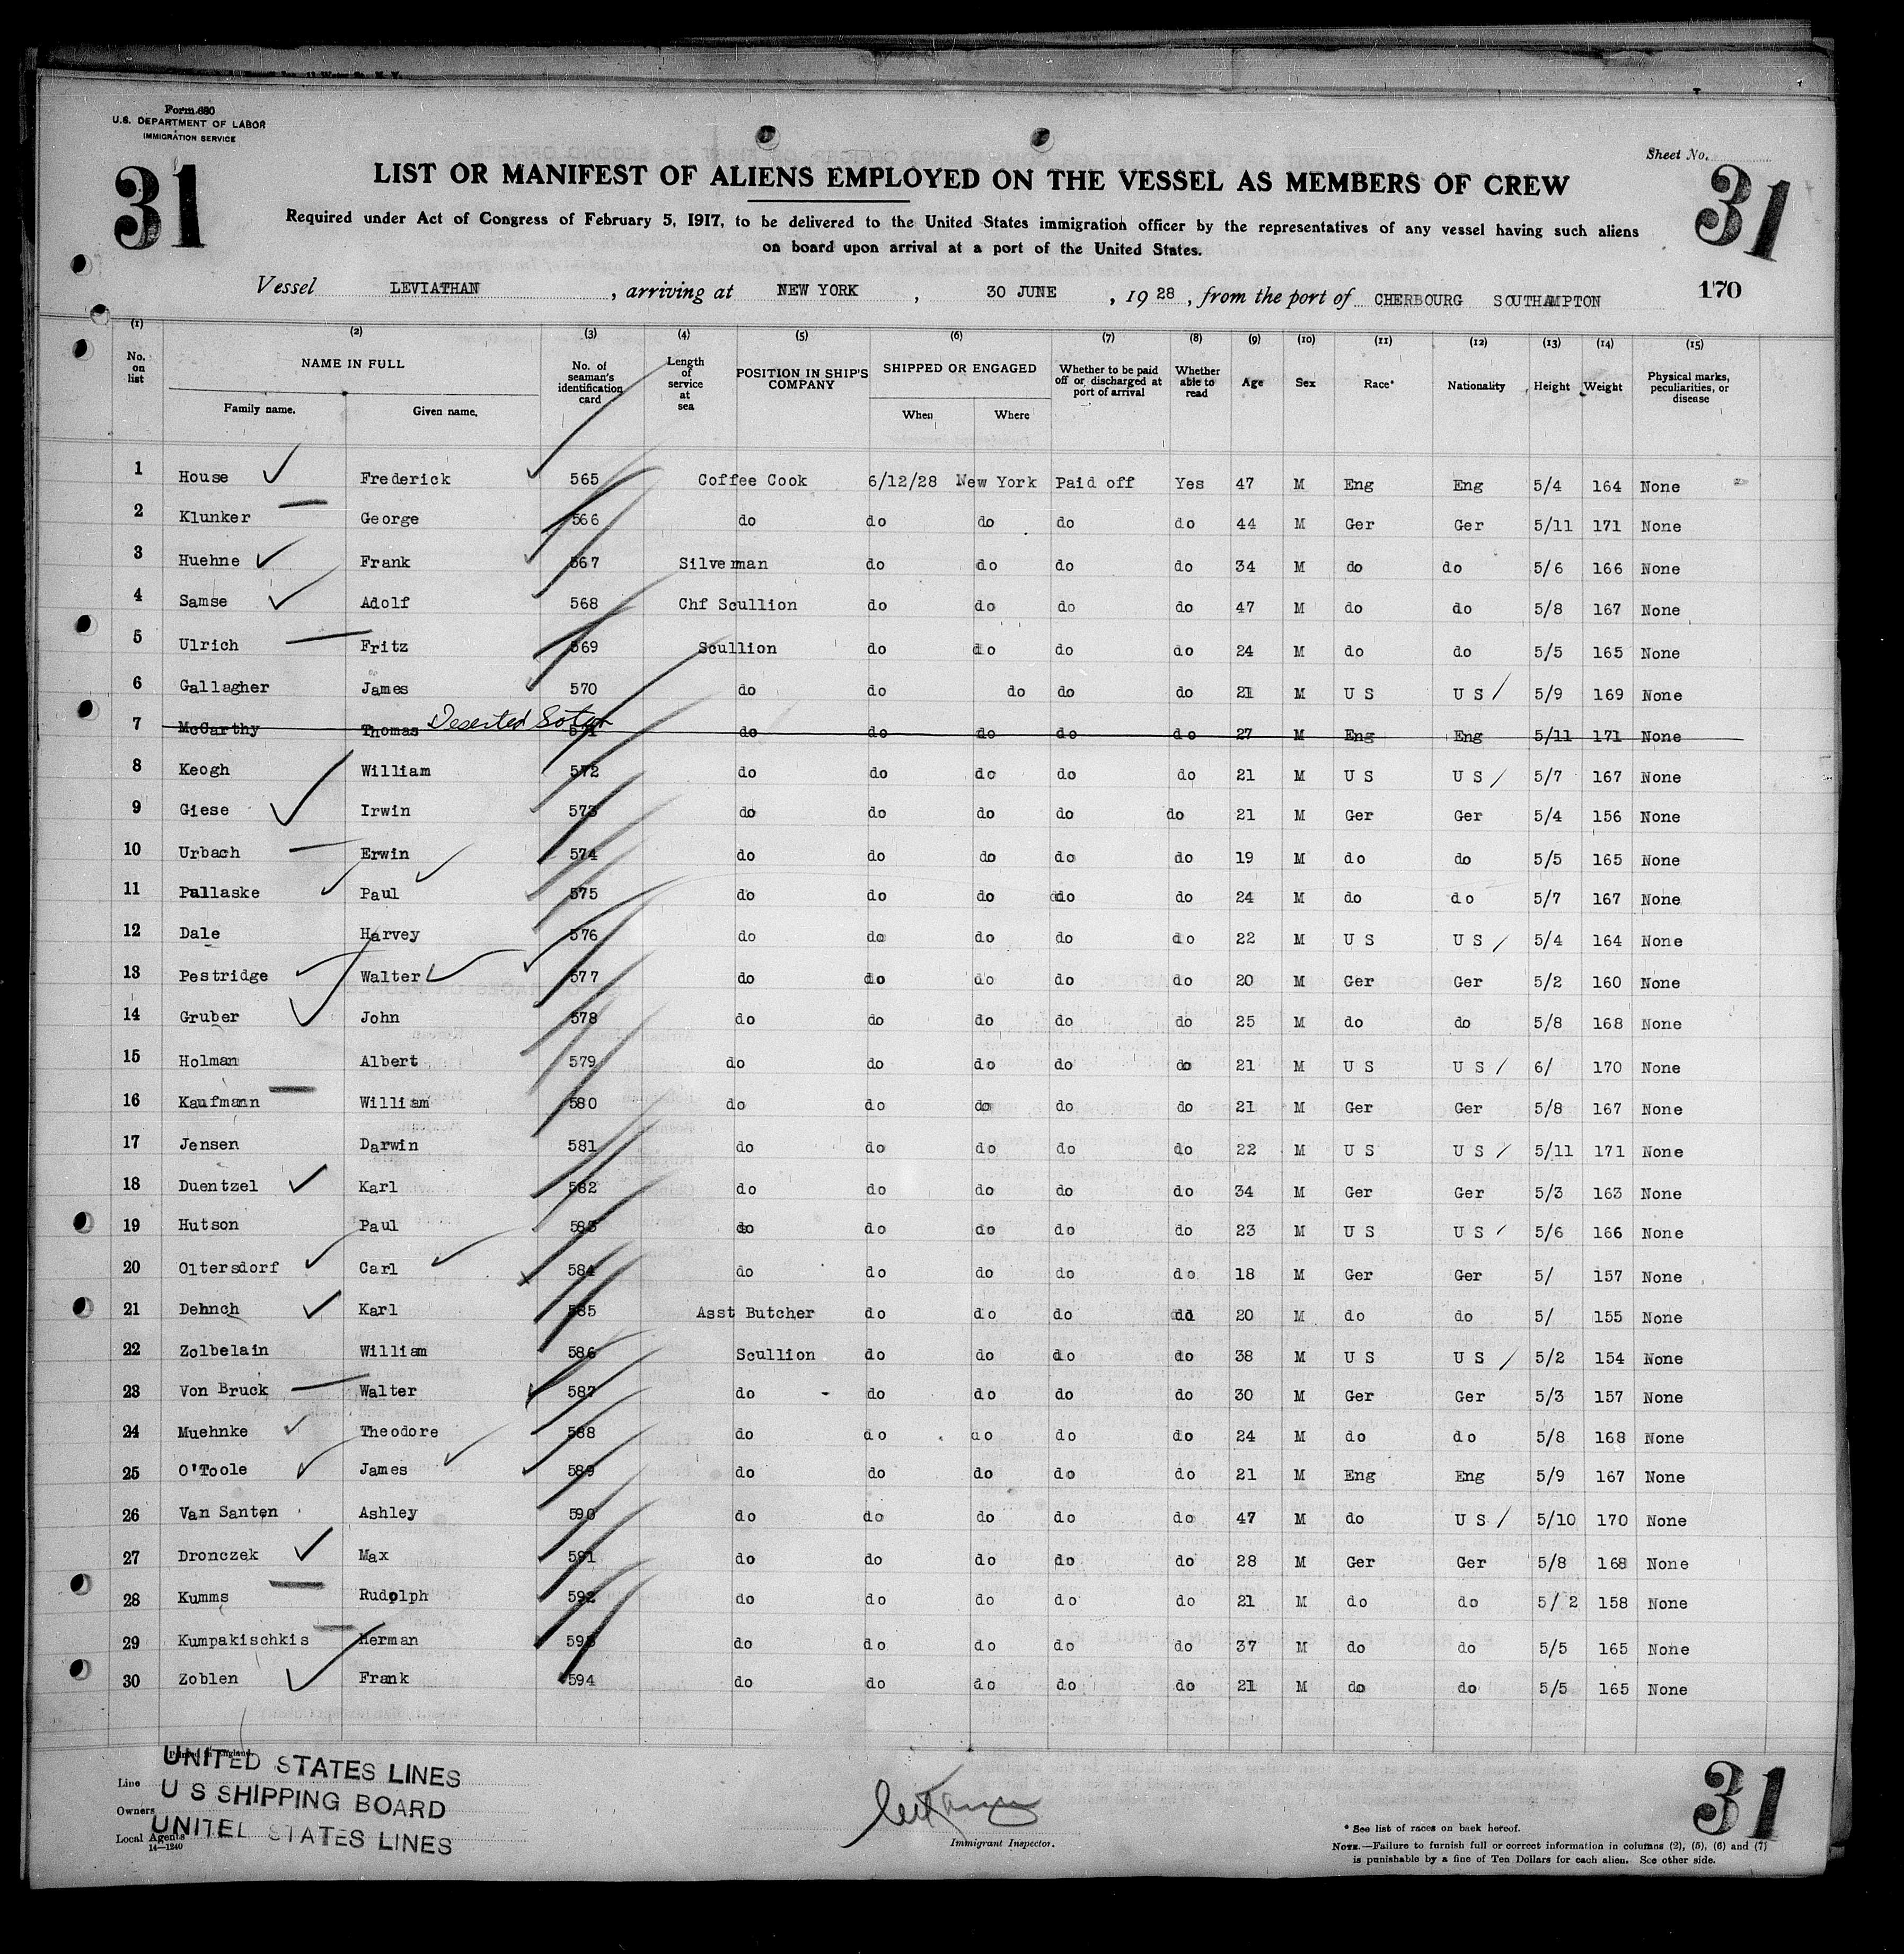 Form 680
U.S. DEPARTMENT OF LABOR
IMMIGRATION SERVICE
Sheet No.
31
31
LIST OR MANIFEST OF ALIENS EMPLOYED ON THE VESSEL AS MEMBERS OF CREW
Required under Act of Congress of February 5, 1917, to be delivered to the United States immigration officer by the representatives of any vessel having such aliens
on board upon arrival at a port of the United States.
Vessel LEVIATHAN, arriving at NEW YORK, 30 JUNE, 1928, from the port of CHERBOURG SOUTHAMPTON 170
(1) (2) (3) (4) (5) (6) (7) (8) (9) (10) (11) (12) (13) (14) (15)
No. on list NAME IN FULL Family name. Given name. No. of seaman's identification card Length of service at sea POSITION IN SHIP'S COMPANY SHIPPED OR ENGAGED When Where Whether to be paid off or discharged at port of arrival Whether able to read Age Sex Race* Nationality Height Weight Physical marks, peculiarities, or disease
1 House Frederick 565 Coffee Cook 6/12/28 New York Paid off Yes 47 M Eng Eng 5/4 164 None
2 Klunker George 566 do do do do do 44 M Ger Ger 5/11 171 None
3 Huehne Frank 567 Silverman do do do do 34 M do do 5/6 166 None
4 Samse Adolf 568 Chf Scullion do do do do 47 M do do 5/8 167 None
5 Ulrich Fritz 569 Scullion do do do do 24 M do do 5/5 165 None
6 Gallagher James 570 do do do do do 21 M U S U S / 5/9 169 None
7 McCarthy Thomas Deserted 571 do do do do do 27 M Eng Eng 5/11 171 None
8 Keogh William 572 do do do do do 21 M U S U S / 5/7 167 None
9 Giese Irwin 573 do do do do do 21 M Ger Ger 5/4 156 None
10 Urbach Erwin 574 do do do do do 19 M do do 5/5 165 None
11 Pallaske Paul 575 do do do do do 24 M do do 5/7 167 None
12 Dale Harvey 576 do do do do do 22 M U S U S / 5/4 164 None
13 Pestridge Walter 577 do do do do do 20 M Ger Ger 5/2 160 None
14 Gruber John 578 do do do do do 25 M do do 5/8 168 None
15 Holman Albert 579 do do do do do 21 M U S U S / 6/ 170 None
16 Kaufmann William 580 do do do do do 21 M Ger Ger 5/8 167 None
17 Jensen Darwin 581 do do do do do 22 M U S U S / 5/11 171 None
18 Duentzel Karl 582 do do do do do 34 M Ger Ger 5/3 163 None
19 Hutson Paul 583 do do do do do 23 M U S U S / 5/6 166 None
20 Oltersdorf Carl 584 do do do do do 18 M Ger Ger 5/ 157 None
21 Dehnch Karl 585 Asst Butcher do do do do 20 M do do 5/ 155 None
22 Zolbelain William 586 Scullion do do do do 38 M U S U S / 5/2 154 None
23 Von Bruck Walter 587 do do do do do 30 M Ger Ger 5/3 157 None
24 Muehnke Theodore 588 do do do do do 24 M do do 5/8 168 None
25 O'Toole James 589 do do do do do 21 M Eng Eng 5/9 167 None
26 Van Santen Ashley 590 do do do do do 47 M do U S / 5/10 170 None
27 Dronczek Max 591 do do do do do 28 M Ger Ger 5/8 168 None
28 Kumms Rudolph 592 do do do do do 21 M do do 5/ 2 158 None
29 Kumpakischkis Herman 593 do do do do do 37 M do do 5/5 165 None
30 Zoblen Frank 594 do do do do do 21 M do do 5/5 165 None
Printed in England.
Line UNITED STATES LINES
Owners U S SHIPPING BOARD
Local Agents UNITED STATES LINES
14—1240
Immigrant Inspector.
* See list of races on back hereof.
NOTE.—Failure to furnish full or correct information in columns (2), (5), (6) and (7)
is punishable by a fine of Ten Dollars for each alien. See other side.
31